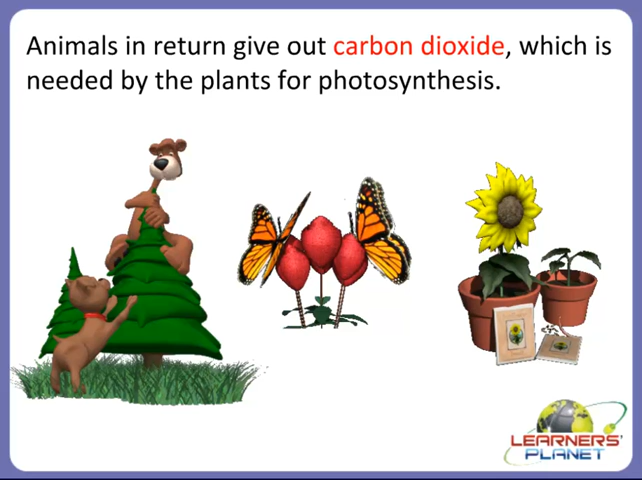 Animals in return give out carbon dioxide, which is
needed by the plants for photosynthesis.
LEARNERS'
PLANET